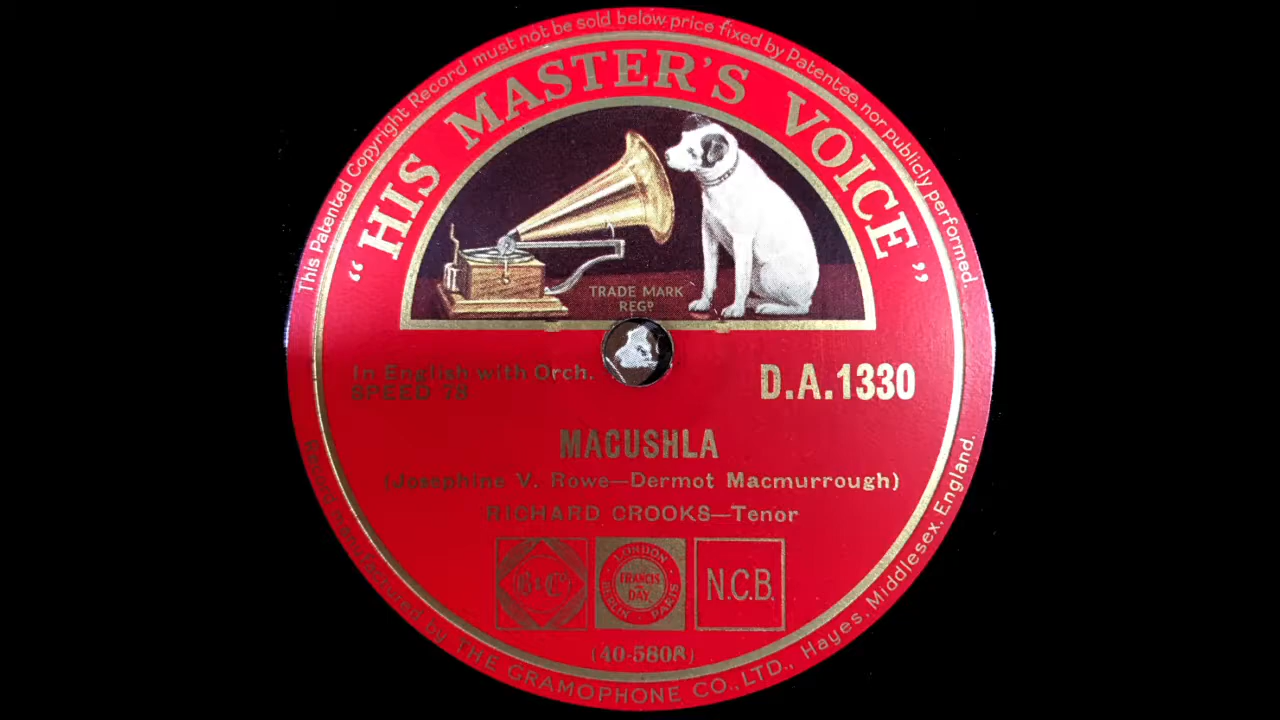 This Patented Copyright Record must not be sold below price fixed by Patentee, nor publicly performed.
“HIS MASTER'S VOICE”
TRADE MARK
REGD
In English with Orch.
SPEED 78
D.A.1330
MACUSHLA
(Josephine V. Rowe—Dermot Macmurrough)
RICHARD CROOKS—Tenor
B & Co
LONDON
FRANCIS
DAY
BERLIN · PARIS
N.C.B.
(40-580A)
Record manufactured by THE GRAMOPHONE CO., LTD., Hayes, Middlesex, England.